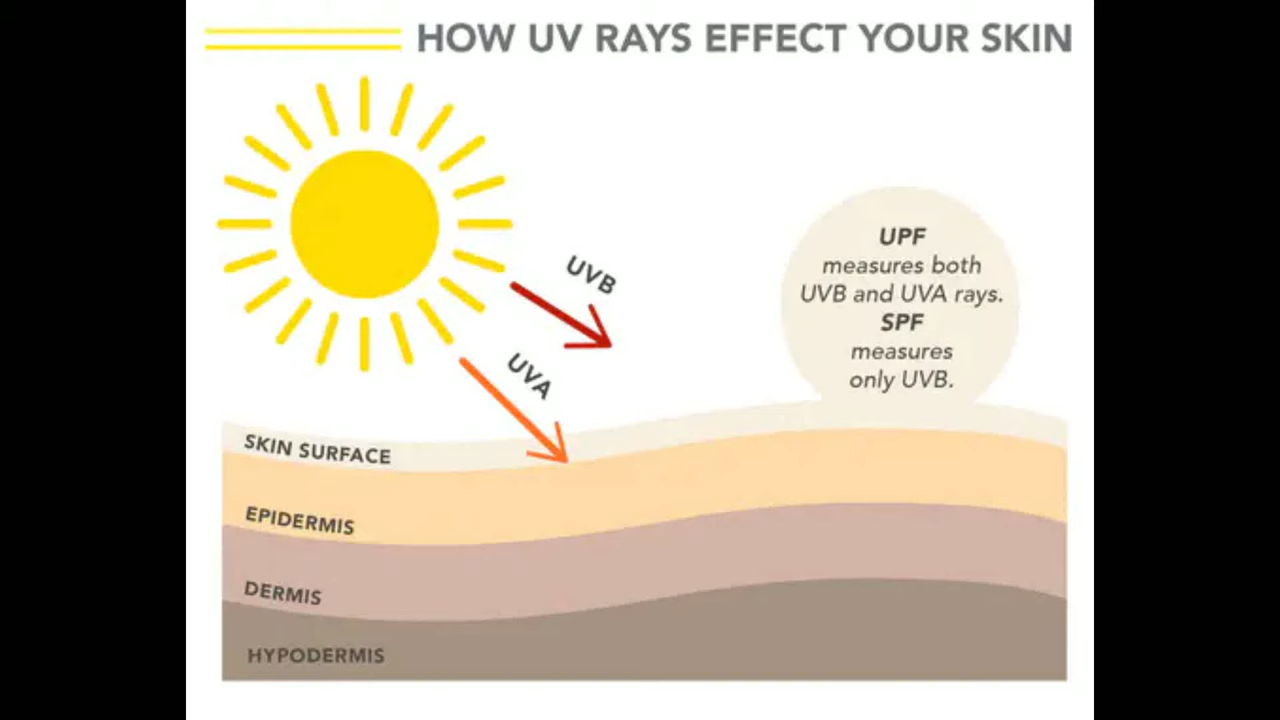 HOW UV RAYS EFFECT YOUR SKIN
UVB
UVA
UPF
measures both
UVB and UVA rays.
SPF
measures
only UVB.
SKIN SURFACE
EPIDERMIS
DERMIS
HYPODERMIS